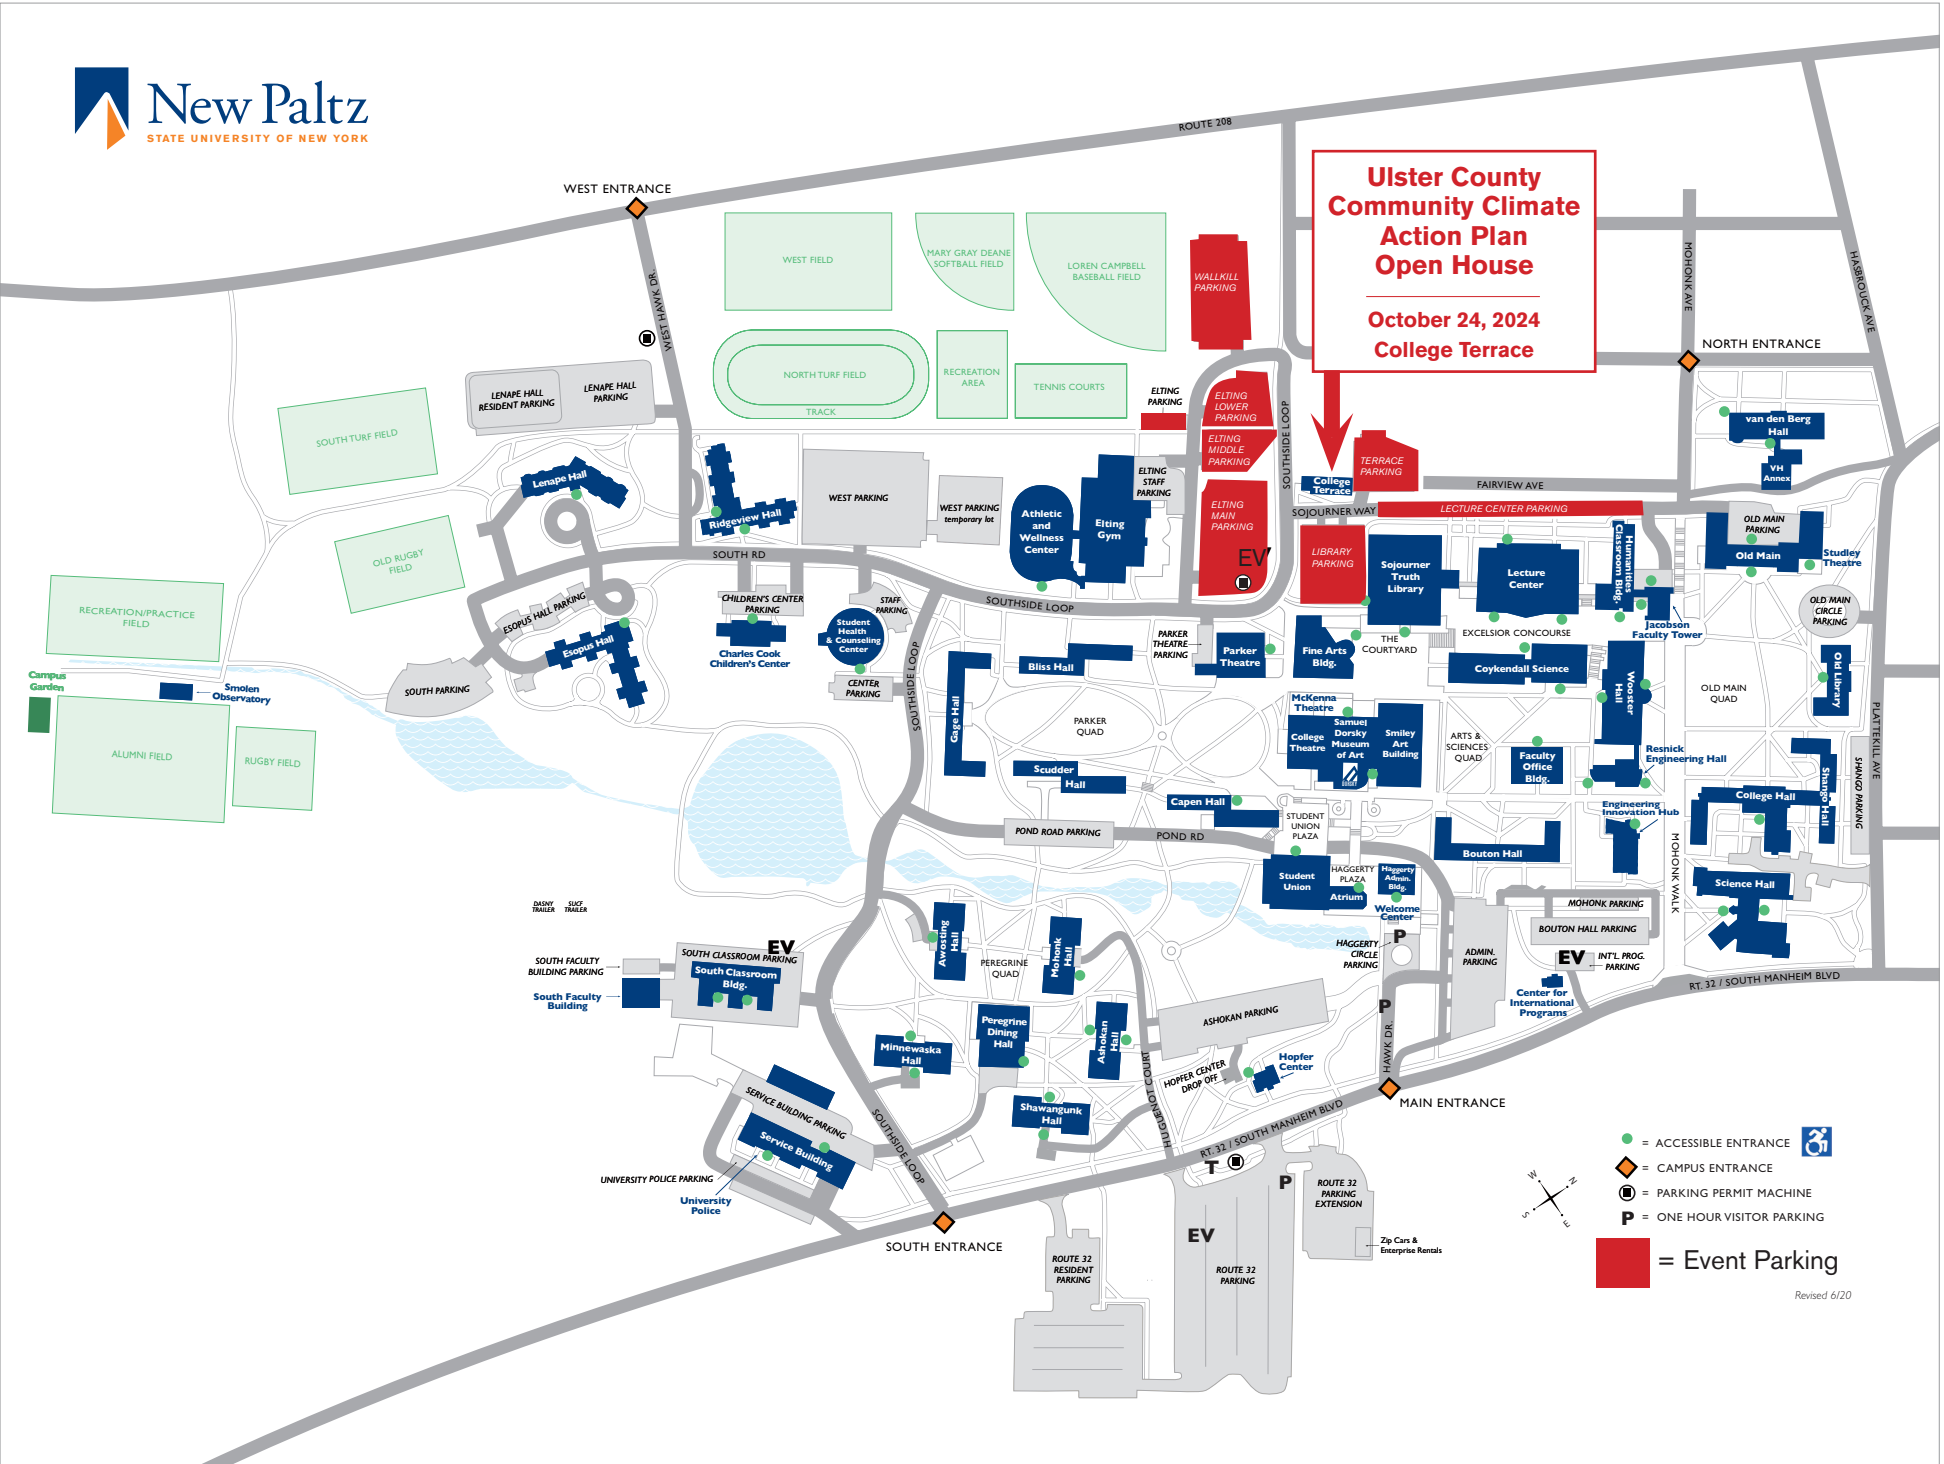 New Paltz
STATE UNIVERSITY OF NEW YORK
ROUTE 208
WEST ENTRANCE
WEST HAWK DR.
Ulster County
Community Climate
Action Plan
Open House
October 24, 2024
College Terrace
WEST FIELD
MARY GRAY DEANE
SOFTBALL FIELD
LOREN CAMPBELL
BASEBALL FIELD
WALLKILL
PARKING
MOHONK AVE
HASBROUCK AVE
NORTH ENTRANCE
NORTH TURF FIELD
TRACK
RECREATION
AREA
TENNIS COURTS
ELTING
PARKING
ELTING
LOWER
PARKING
ELTING
MIDDLE
PARKING
ELTING
MAIN
PARKING
EV
SOUTHSIDE LOOP
LENAPE HALL
RESIDENT PARKING
LENAPE HALL
PARKING
SOUTH TURF FIELD
Lenape Hall
Ridgeview Hall
WEST PARKING
WEST PARKING
temporary lot
Athletic
and
Wellness
Center
Elting
Gym
ELTING
STAFF
PARKING
College
Terrace
TERRACE
PARKING
FAIRVIEW AVE
SOJOURNER WAY
LECTURE CENTER PARKING
van den Berg
Hall
VH
Annex
OLD MAIN
PARKING
Old Main
Studley
Theatre
OLD RUGBY
FIELD
SOUTH RD
SOUTHSIDE LOOP
LIBRARY
PARKING
Sojourner
Truth
Library
Lecture
Center
Humanities
Classroom Bldg.
Jacobson
Faculty Tower
OLD MAIN
CIRCLE
PARKING
RECREATION/PRACTICE
FIELD
ESOPUS HALL PARKING
Esopus Hall
CHILDREN'S CENTER
PARKING
Charles Cook
Children's Center
STAFF
PARKING
Student
Health
& Counseling
Center
CENTER
PARKING
SOUTHSIDE LOOP
PARKER
THEATRE
PARKING
Parker
Theatre
Fine Arts
Bldg.
THE
COURTYARD
EXCELSIOR CONCOURSE
Coykendall Science
Wooster
Hall
OLD MAIN
QUAD
Old Library
Campus
Garden
Smolen
Observatory
SOUTH PARKING
ALUMNI FIELD
RUGBY FIELD
Gage Hall
Bliss Hall
PARKER
QUAD
McKenna
Theatre
College
Theatre
Samuel
Dorsky
Museum
of Art
Smiley
Art
Building
ARTS &
SCIENCES
QUAD
Faculty
Office
Bldg.
Resnick
Engineering Hall
PLATTEKILL AVE
SHANGO PARKING
Shango Hall
College Hall
Scudder
Hall
Capen Hall
STUDENT
UNION
PLAZA
Engineering
Innovation Hub
POND ROAD PARKING
POND RD
Bouton Hall
MOHONK WALK
Student
Union
HAGGERTY
PLAZA
Atrium
Haggerty
Admin.
Bldg.
Welcome
Center
Science Hall
DASNY
TRAILER
SUCF
TRAILER
MOHONK PARKING
BOUTON HALL PARKING
EV
INT'L. PROG.
PARKING
Center for
International
Programs
ADMIN.
PARKING
P
HAGGERTY
CIRCLE
PARKING
P
HAWK DR.
RT. 32 / SOUTH MANHEIM BLVD
EV
SOUTH CLASSROOM PARKING
South Classroom
Bldg.
SOUTH FACULTY
BUILDING PARKING
South Faculty
Building
Awosting
Hall
PEREGRINE
QUAD
Mohonk
Hall
Peregrine
Dining
Hall
Ashokan
Hall
ASHOKAN PARKING
Minnewaska
Hall
Shawangunk
Hall
HUGUENOT COURT
HOPFER CENTER
DROP OFF
Hopfer
Center
MAIN ENTRANCE
SERVICE BUILDING PARKING
Service Building
UNIVERSITY POLICE PARKING
University
Police
SOUTHSIDE LOOP
RT. 32 / SOUTH MANHEIM BLVD
T
P
SOUTH ENTRANCE
ROUTE 32
RESIDENT
PARKING
EV
ROUTE 32
PARKING
ROUTE 32
PARKING
EXTENSION
Zip Cars &
Enterprise Rentals
W
N
S
E
= ACCESSIBLE ENTRANCE
= CAMPUS ENTRANCE
= PARKING PERMIT MACHINE
P = ONE HOUR VISITOR PARKING
= Event Parking
Revised 6/20